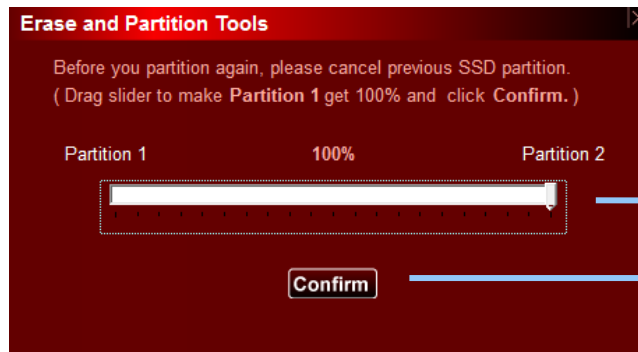 Erase and Partition Tools
Before you partition again, please cancel previous SSD partition.
( Drag slider to make Partition 1 get 100% and click Confirm. )
Partition 1 100% Partition 2
Confirm